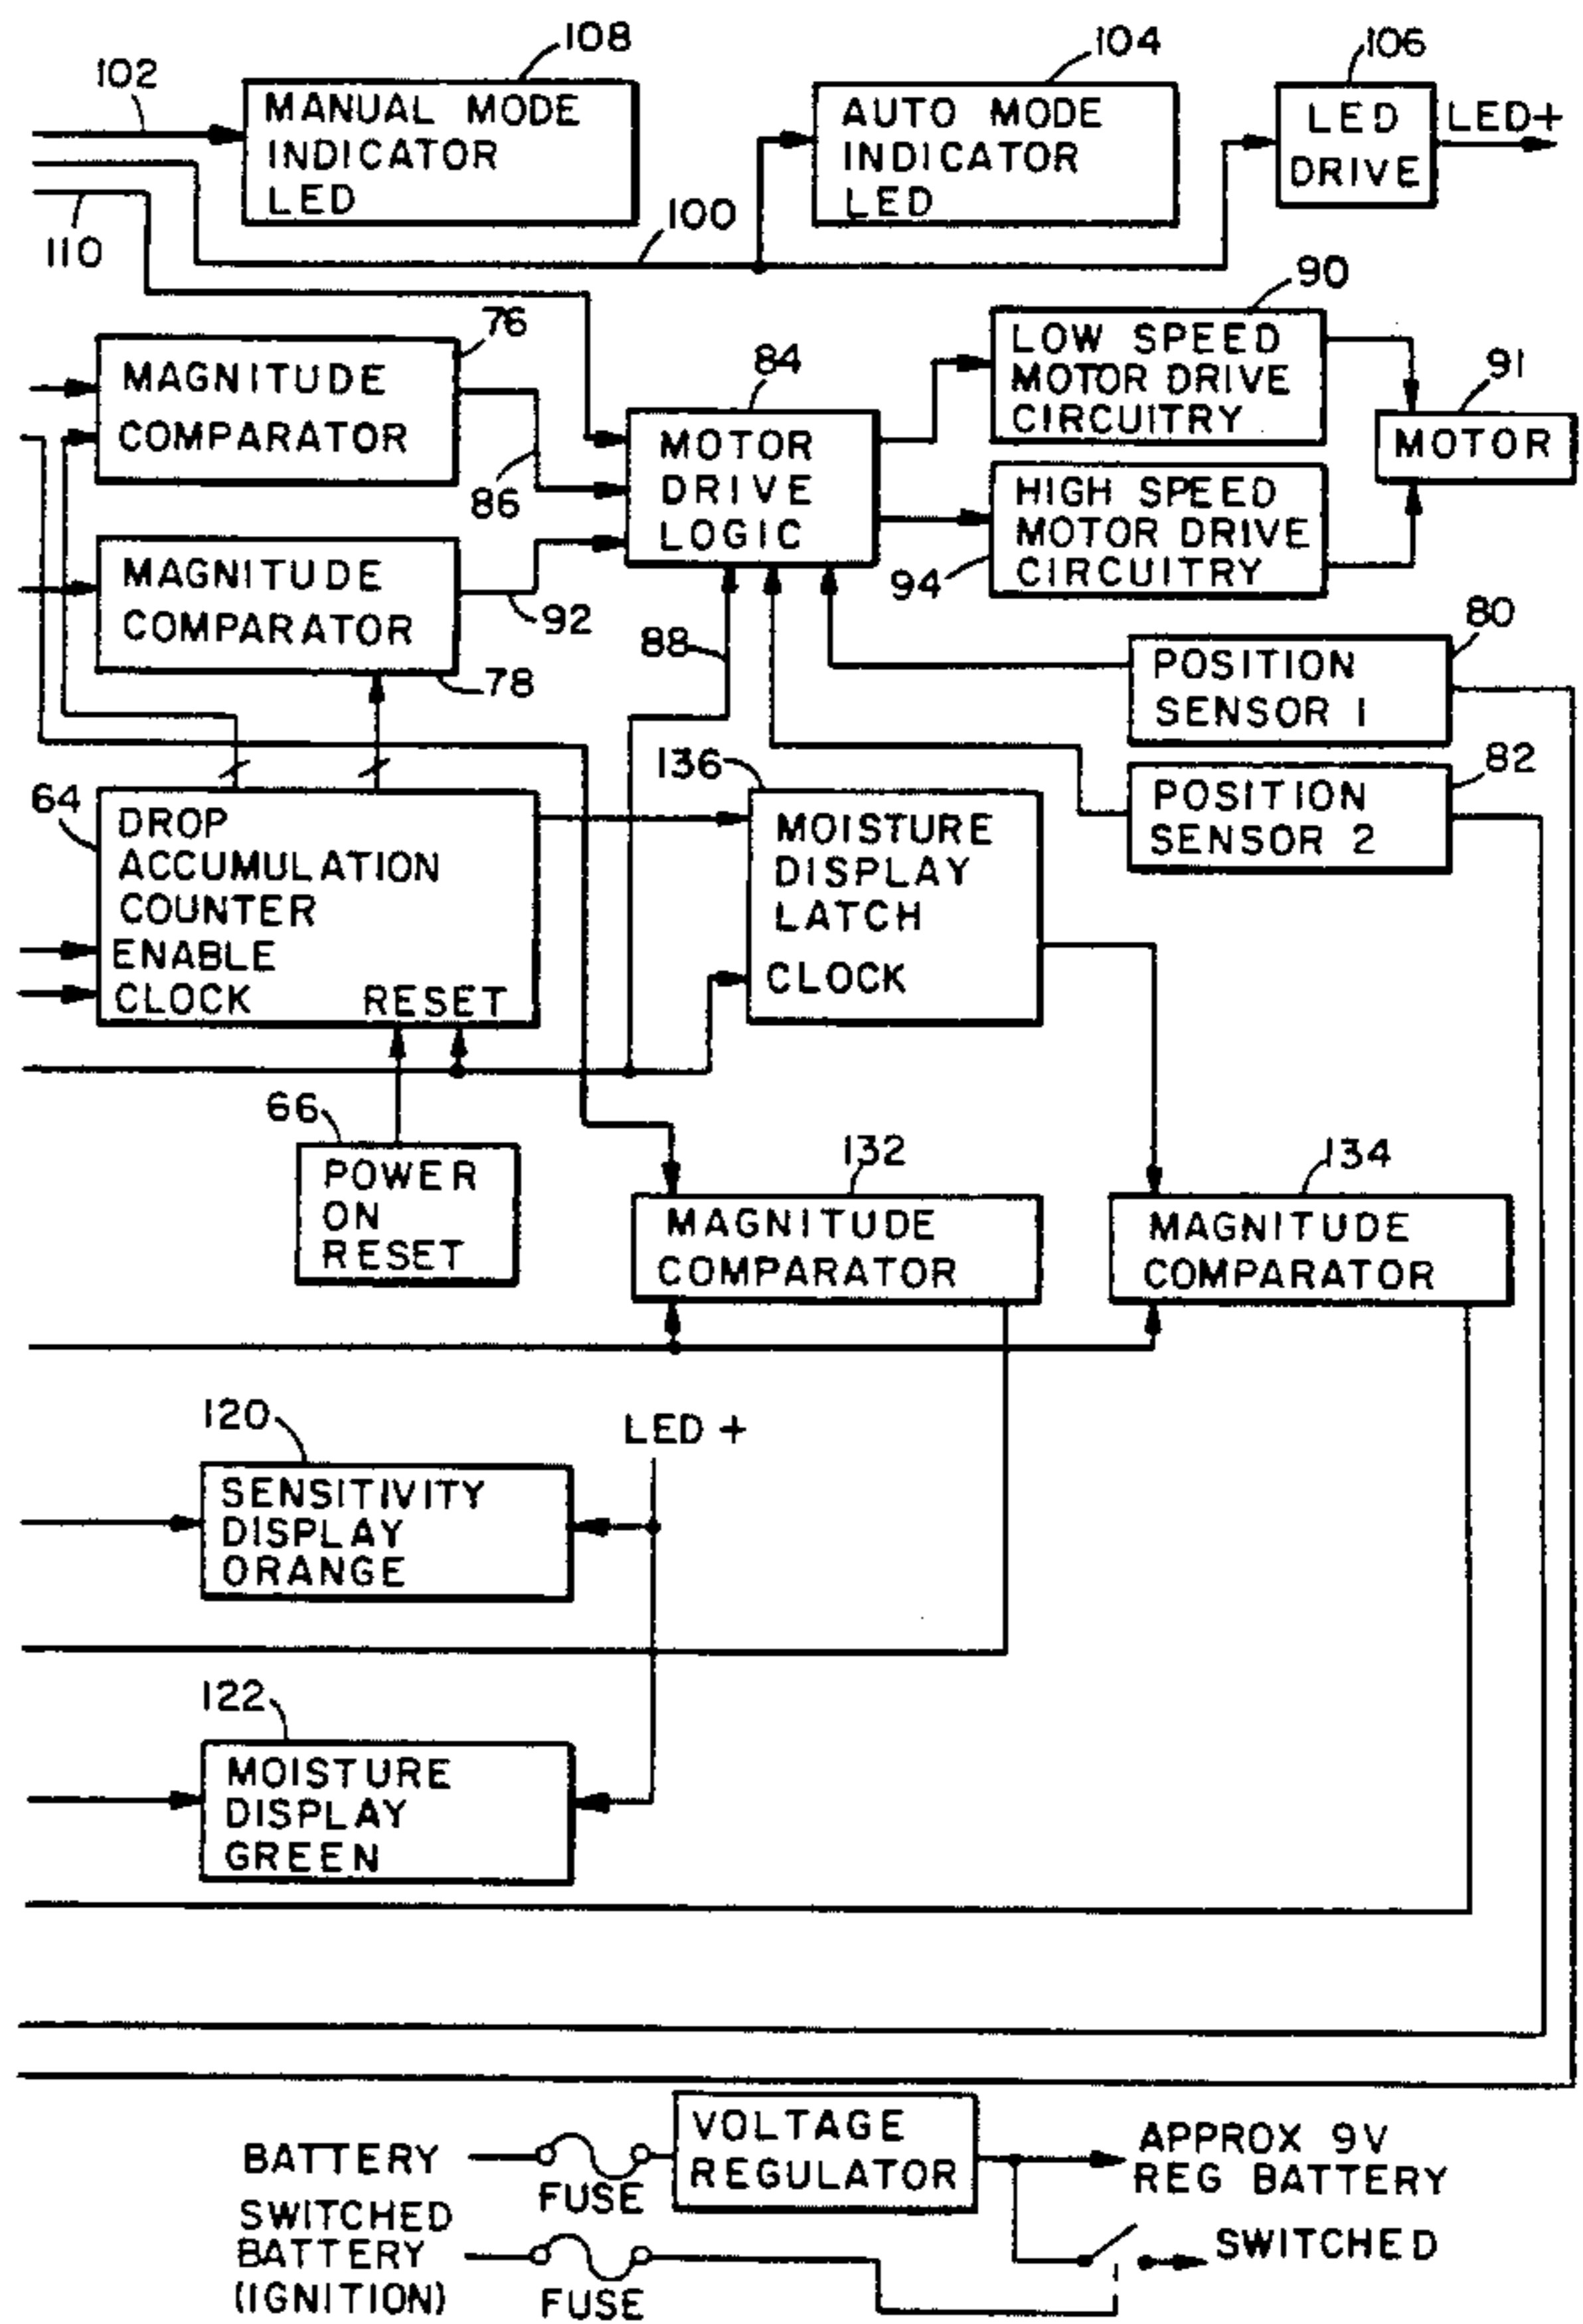 102
108
104
106
MANUAL MODE
INDICATOR
LED
AUTO MODE
INDICATOR
LED
LED
DRIVE
LED+
110
100
76
MAGNITUDE
COMPARATOR
86
84
MOTOR
DRIVE
LOGIC
90
LOW SPEED
MOTOR DRIVE
CIRCUITRY
91
MOTOR
HIGH SPEED
MOTOR DRIVE
CIRCUITRY
94
MAGNITUDE
COMPARATOR
92
78
88
80
POSITION
SENSOR 1
82
POSITION
SENSOR 2
64
DROP
ACCUMULATION
COUNTER
ENABLE
CLOCK
RESET
136
MOISTURE
DISPLAY
LATCH
CLOCK
66
POWER
ON
RESET
132
MAGNITUDE
COMPARATOR
134
MAGNITUDE
COMPARATOR
120
SENSITIVITY
DISPLAY
ORANGE
LED +
122
MOISTURE
DISPLAY
GREEN
BATTERY
FUSE
VOLTAGE
REGULATOR
APPROX 9V
REG BATTERY
SWITCHED
BATTERY
(IGNITION)
FUSE
SWITCHED